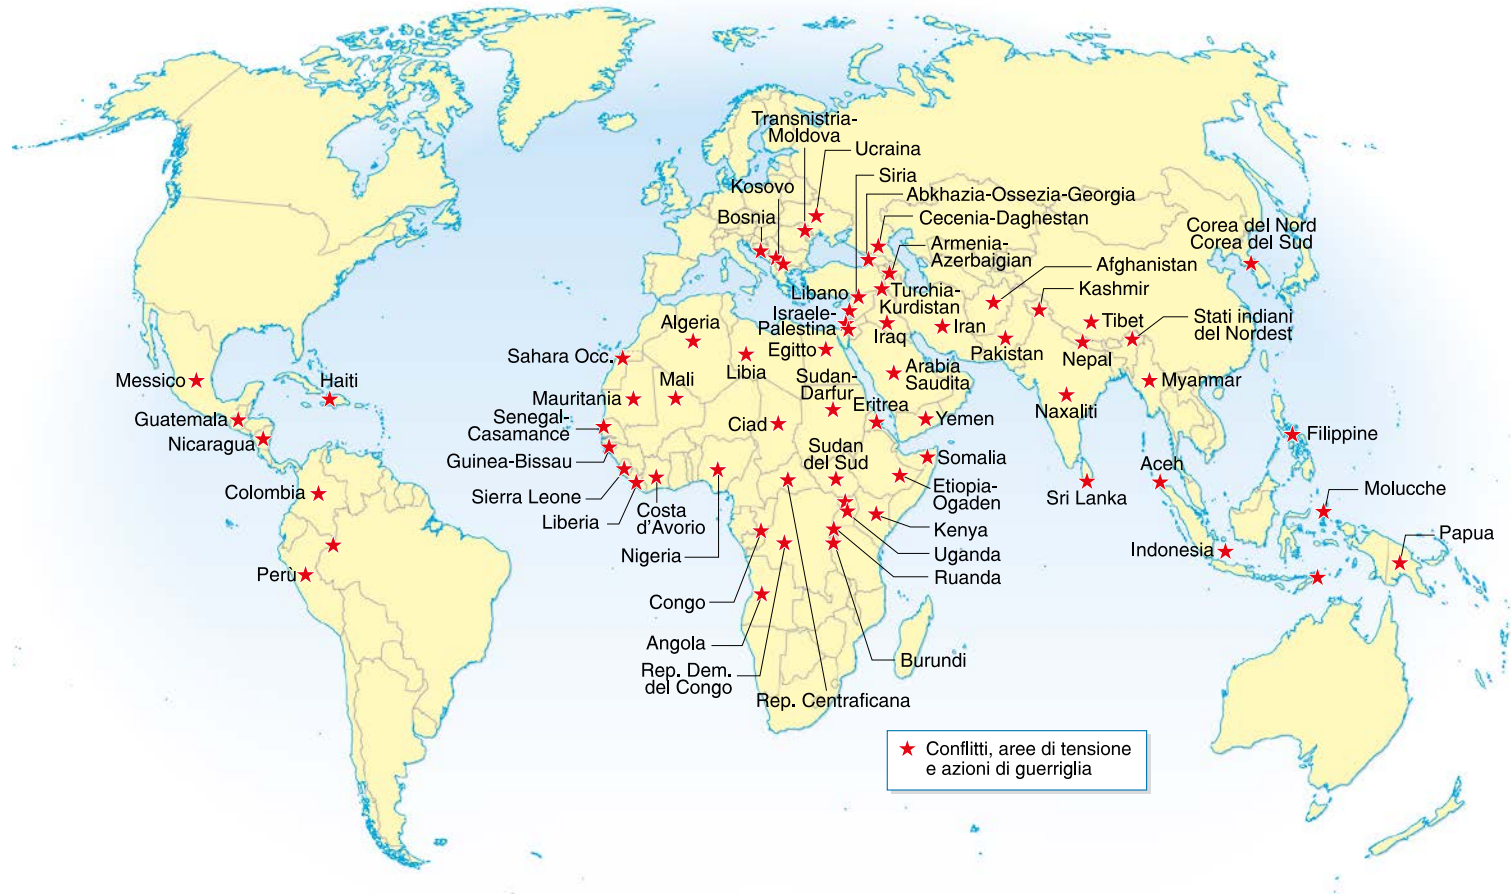 Transnistria-
Moldova
Ucraina
Siria
Kosovo
Abkhazia-Ossezia-Georgia
Bosnia
Cecenia-Daghestan
Corea del Nord
Corea del Sud
Armenia-
Azerbaigian
Afghanistan
Libano
Turchia-
Kurdistan
Kashmir
Israele-
Palestina
Algeria
Iraq
Iran
Tibet
Stati indiani
del Nordest
Sahara Occ.
Libia
Egitto
Pakistan
Nepal
Messico
Haiti
Mali
Sudan-
Darfur
Arabia
Saudita
Myanmar
Mauritania
Eritrea
Naxaliti
Guatemala
Senegal-
Casamance
Ciad
Yemen
Nicaragua
Filippine
Guinea-Bissau
Sudan
del Sud
Somalia
Aceh
Colombia
Sierra Leone
Etiopia-
Ogaden
Sri Lanka
Molucche
Liberia
Costa
d'Avorio
Kenya
Papua
Nigeria
Uganda
Indonesia
Perù
Ruanda
Congo
Angola
Burundi
Rep. Dem.
del Congo
Rep. Centraficana
Conflitti, aree di tensione
e azioni di guerriglia